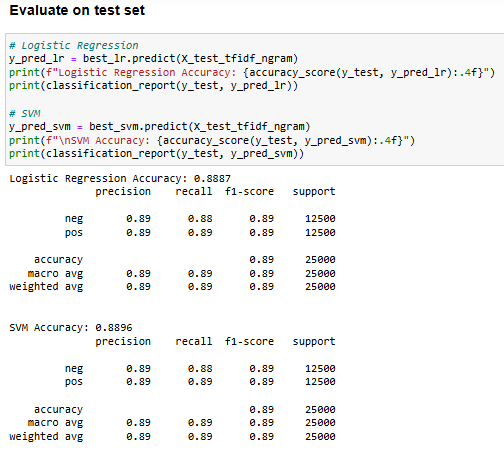 Evaluate on test set
# Logistic Regression
y_pred_lr = best_lr.predict(X_test_tfidf_ngram)
print(f"Logistic Regression Accuracy: {accuracy_score(y_test, y_pred_lr):.4f}")
print(classification_report(y_test, y_pred_lr))
# SVM
y_pred_svm = best_svm.predict(X_test_tfidf_ngram)
print(f"\nSVM Accuracy: {accuracy_score(y_test, y_pred_svm):.4f}")
print(classification_report(y_test, y_pred_svm))
Logistic Regression Accuracy: 0.8887
precision recall f1-score support
neg 0.89 0.88 0.89 12500
pos 0.89 0.89 0.89 12500
accuracy 0.89 25000
macro avg 0.89 0.89 0.89 25000
weighted avg 0.89 0.89 0.89 25000
SVM Accuracy: 0.8896
precision recall f1-score support
neg 0.89 0.88 0.89 12500
pos 0.89 0.89 0.89 12500
accuracy 0.89 25000
macro avg 0.89 0.89 0.89 25000
weighted avg 0.89 0.89 0.89 25000